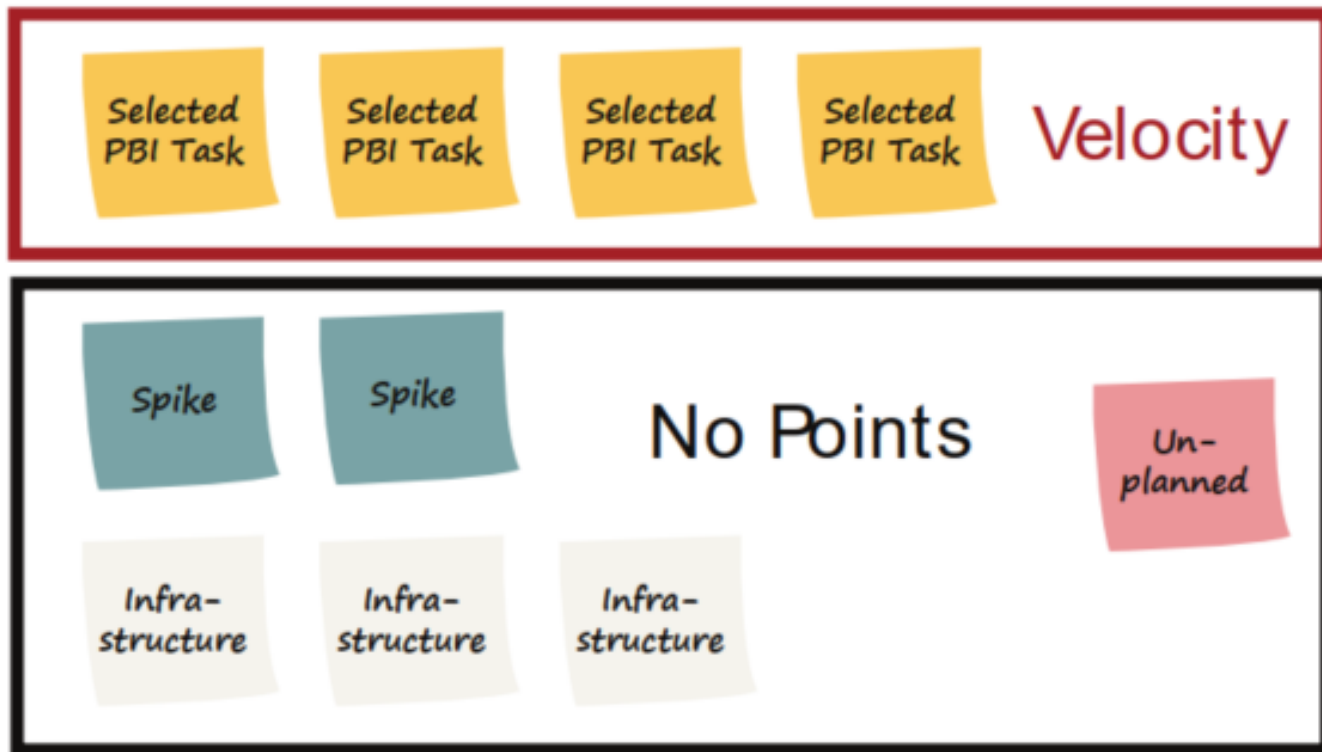 Selected
PBI Task
Selected
PBI Task
Selected
PBI Task
Selected
PBI Task
Velocity
Spike
Spike
No Points
Un-
planned
Infra-
structure
Infra-
structure
Infra-
structure